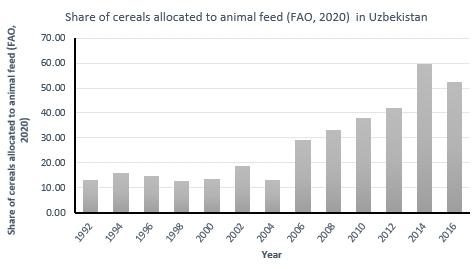 Share of cereals allocated to animal feed (FAO, 2020) in Uzbekistan
Share of cereals allocated to animal feed (FAO,
2020)
70.00
60.00
50.00
40.00
30.00
20.00
10.00
0.00
1992 1994 1996 1998 2000 2002 2004 2006 2008 2010 2012 2014 2016
Year